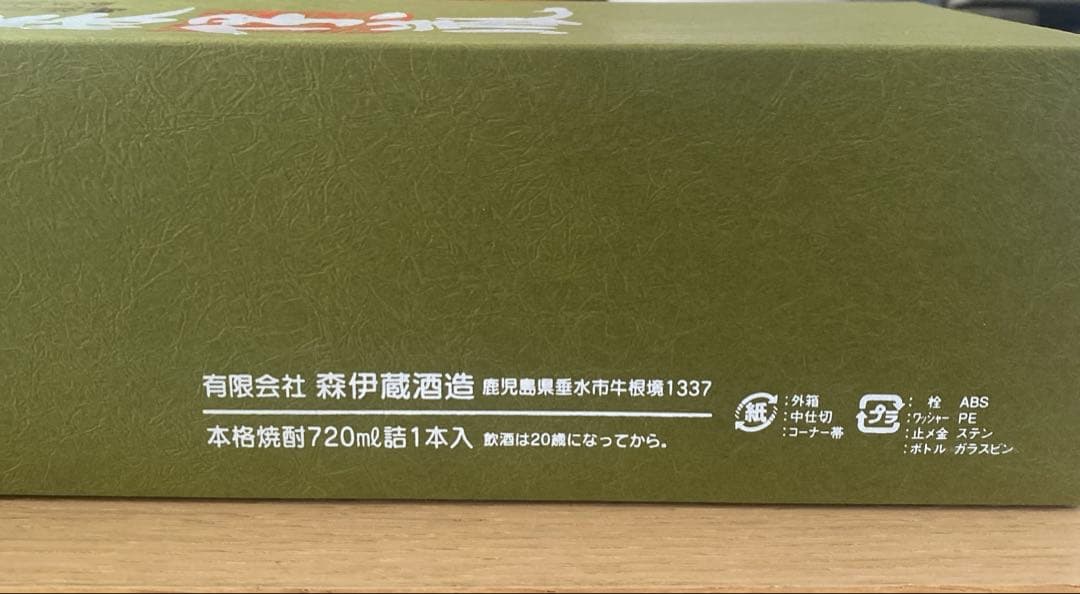 有限会社 森伊蔵酒造 鹿児島県垂水市牛根境1337
本格焼酎720mℓ詰1本入 飲酒は20歳になってから。
紙
:外箱
:中仕切
:コーナー帯
プラ
: 栓 ABS
:ワッシャー PE
:止メ金 ステン
:ボトル ガラスビン